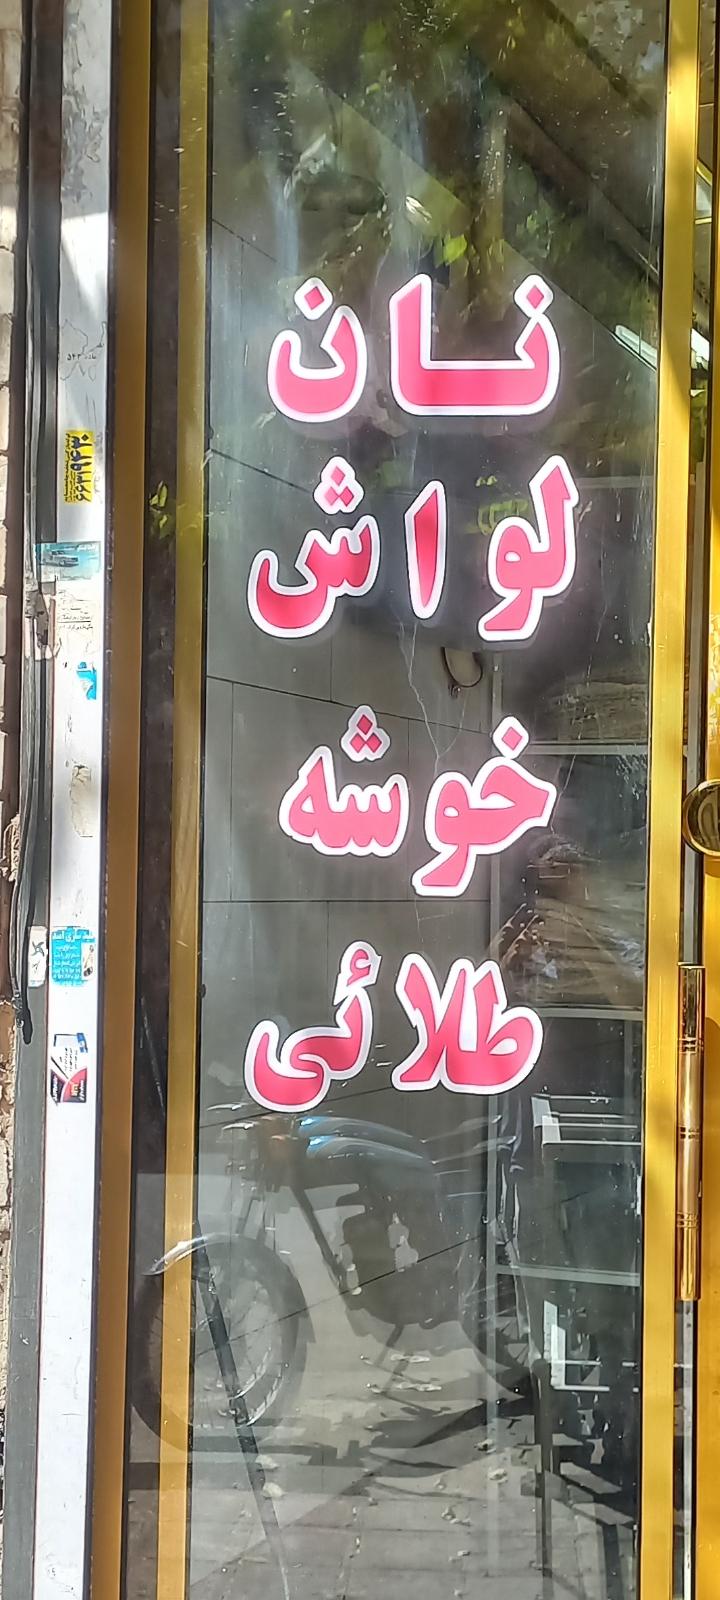 نان
لواش
خوشه
طلائی